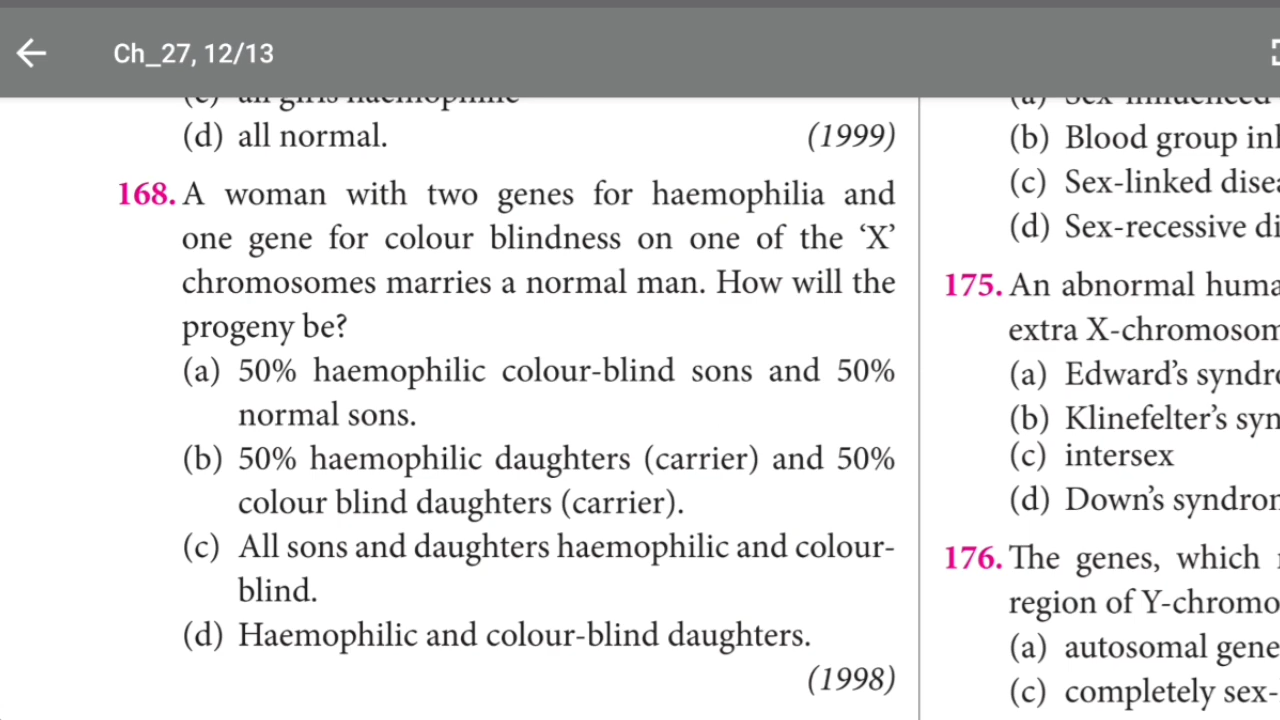 Ch_27, 12/13
(d) all normal. (1999)
168. A woman with two genes for haemophilia and
one gene for colour blindness on one of the ‘X’
chromosomes marries a normal man. How will the
progeny be?
(a) 50% haemophilic colour-blind sons and 50%
normal sons.
(b) 50% haemophilic daughters (carrier) and 50%
colour blind daughters (carrier).
(c) All sons and daughters haemophilic and colour-
blind.
(d) Haemophilic and colour-blind daughters.
(1998)
(b) Blood group
(c) Sex-linked
(d) Sex-recessive
175. An abnormal
extra
(a) Edward’s
(b) Klinefelter’s
(c) intersex
(d) Down’s
176. The genes, which
region of
(a) autosomal
(c) completely